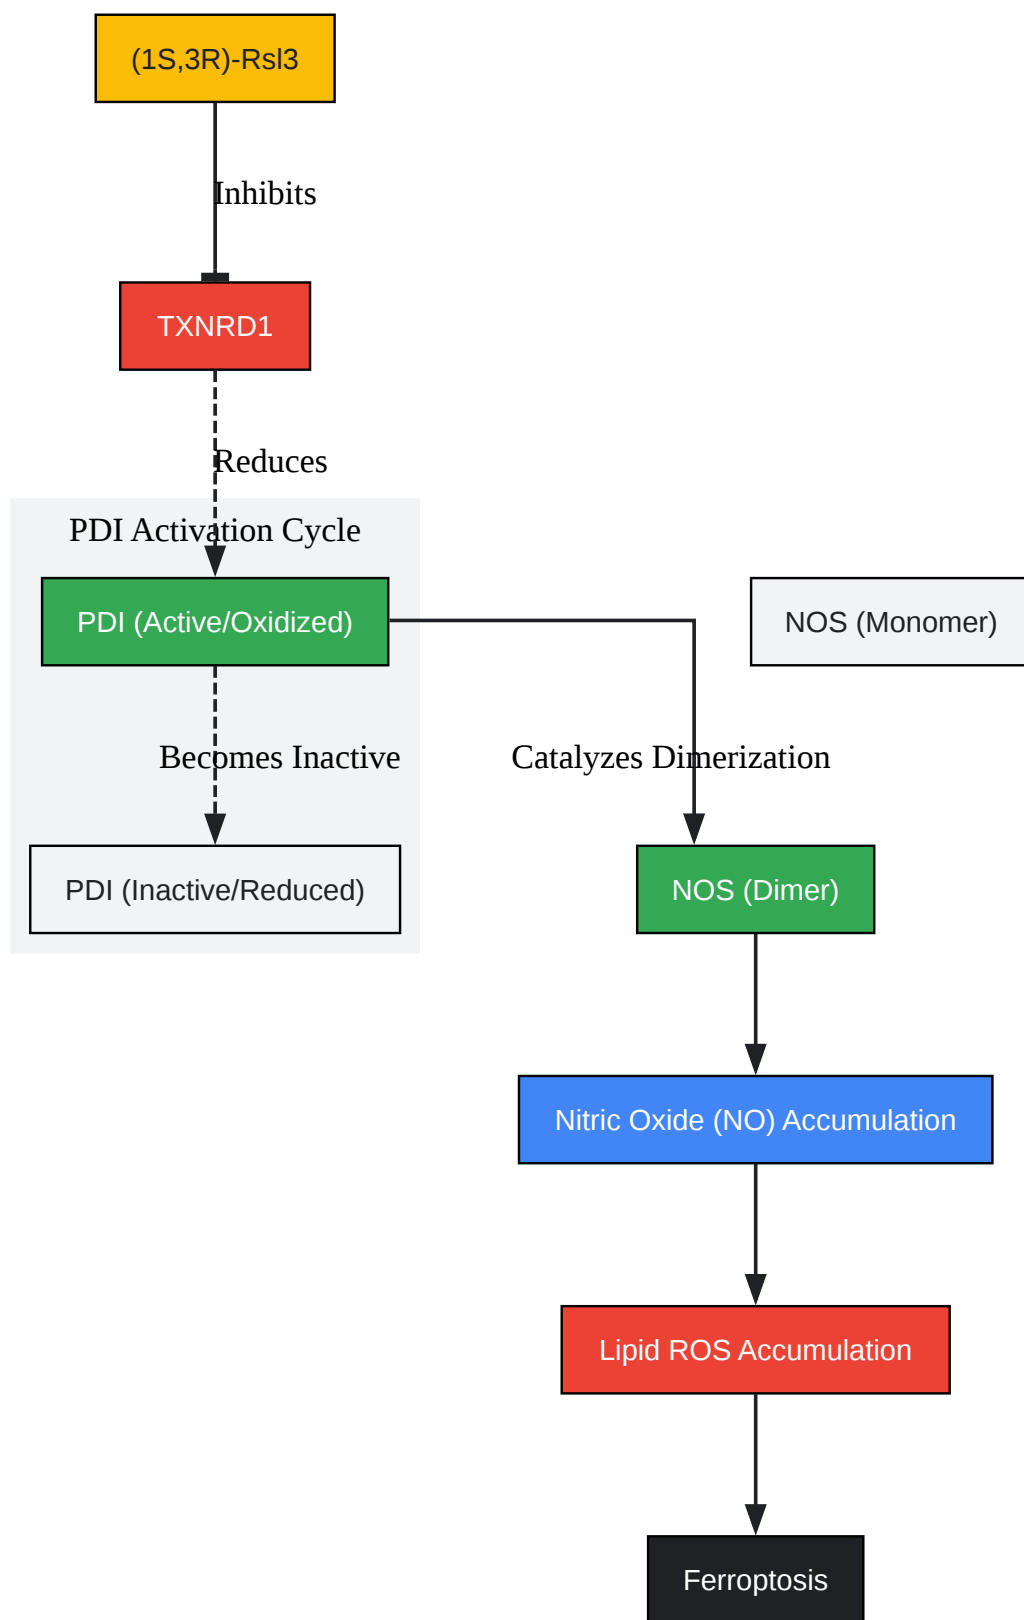 (1S,3R)-Rsl3
Inhibits
TXNRD1
Reduces
PDI Activation Cycle
PDI (Active/Oxidized)
NOS (Monomer)
Becomes Inactive
Catalyzes Dimerization
PDI (Inactive/Reduced)
NOS (Dimer)
Nitric Oxide (NO) Accumulation
Lipid ROS Accumulation
Ferroptosis